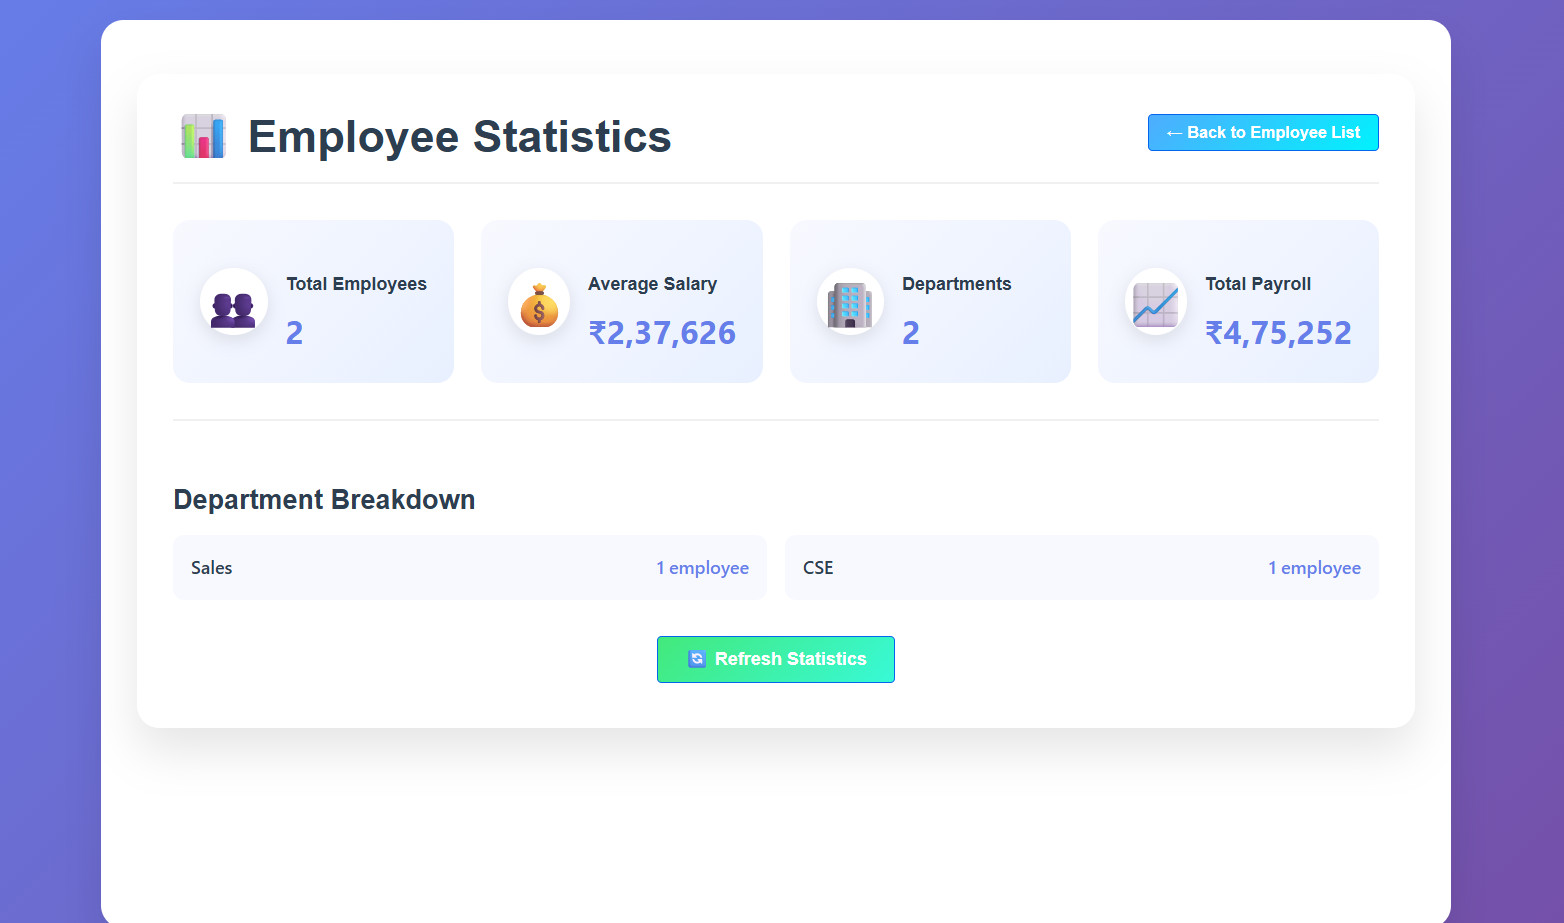 Employee Statistics
← Back to Employee List
Total Employees
2
Average Salary
₹2,37,626
Departments
2
Total Payroll
₹4,75,252
Department Breakdown
Sales
1 employee
CSE
1 employee
Refresh Statistics